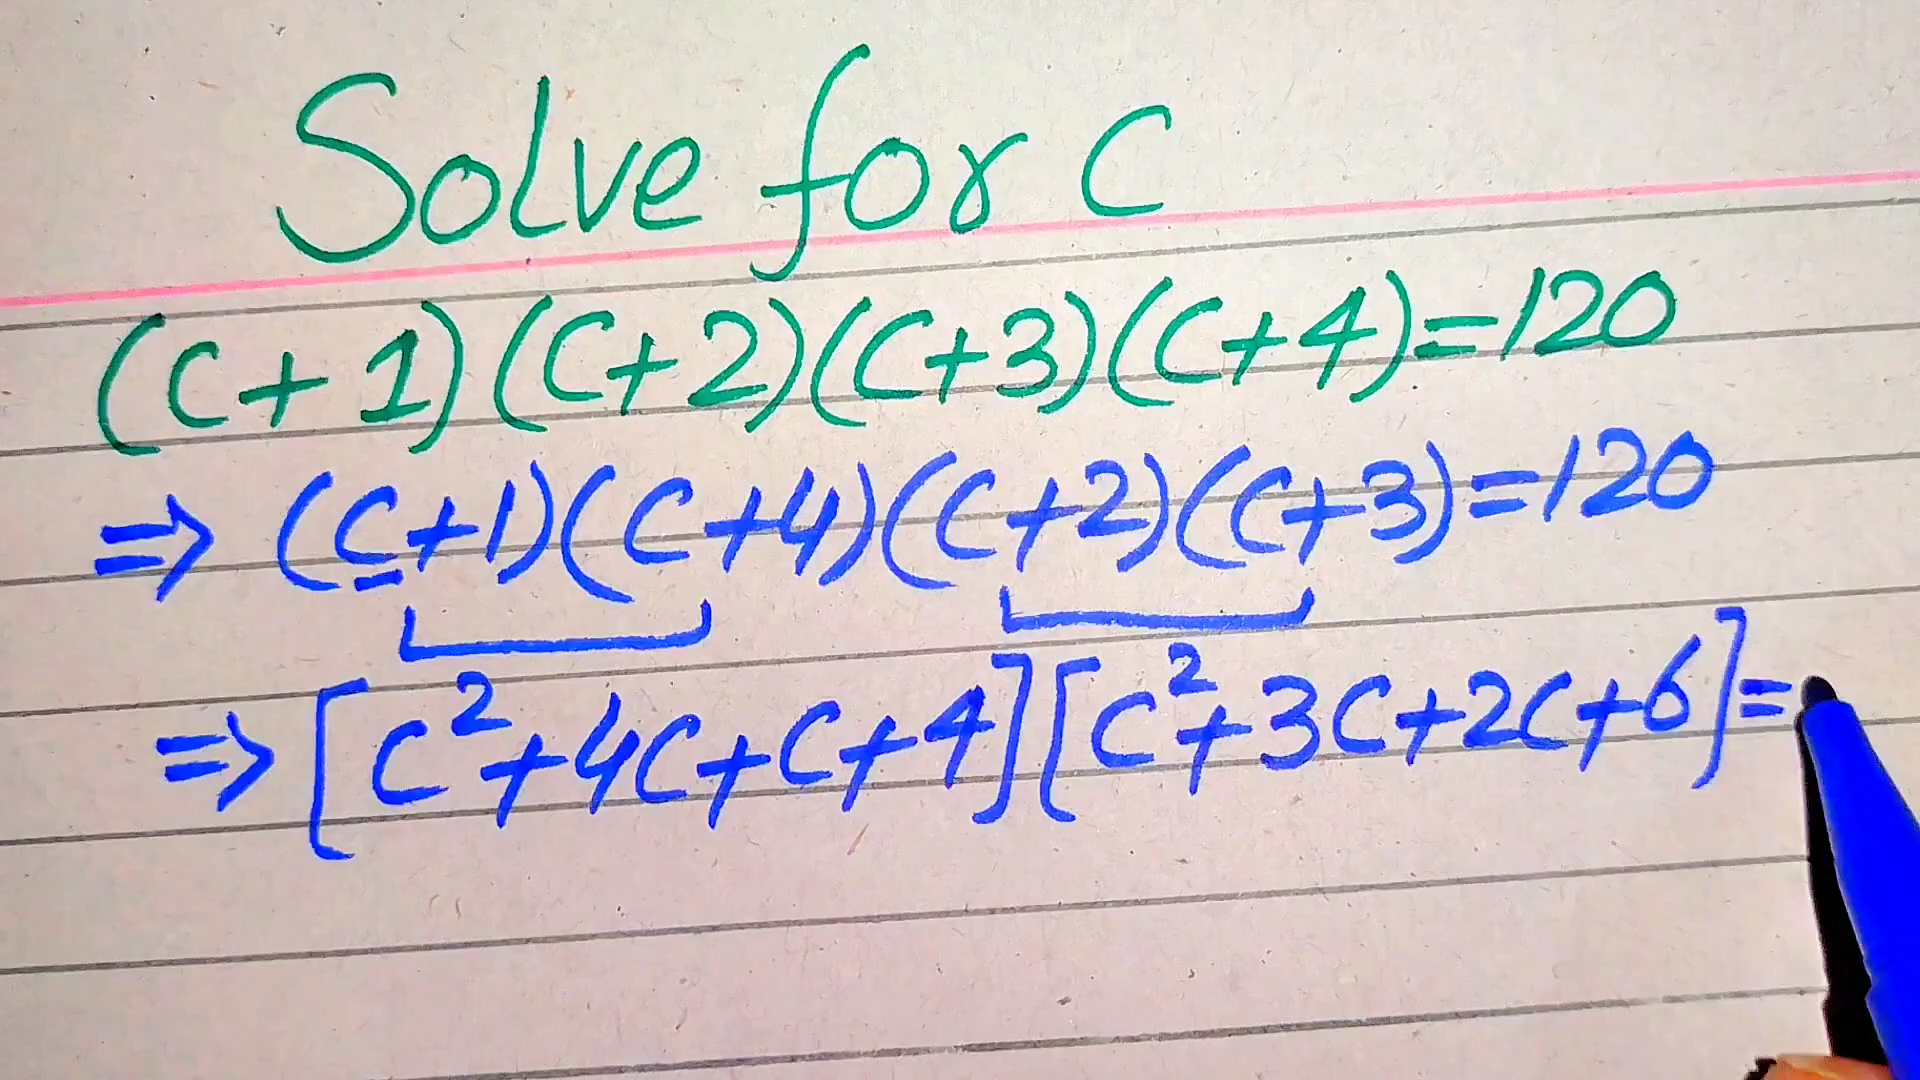 Solve for C
(C+1)(C+2)(C+3)(C+4)=120
⇒ (C+1)(C+4)(C+2)(C+3)=120
⇒ [C²+4C+C+4][C²+3C+2C+6]=